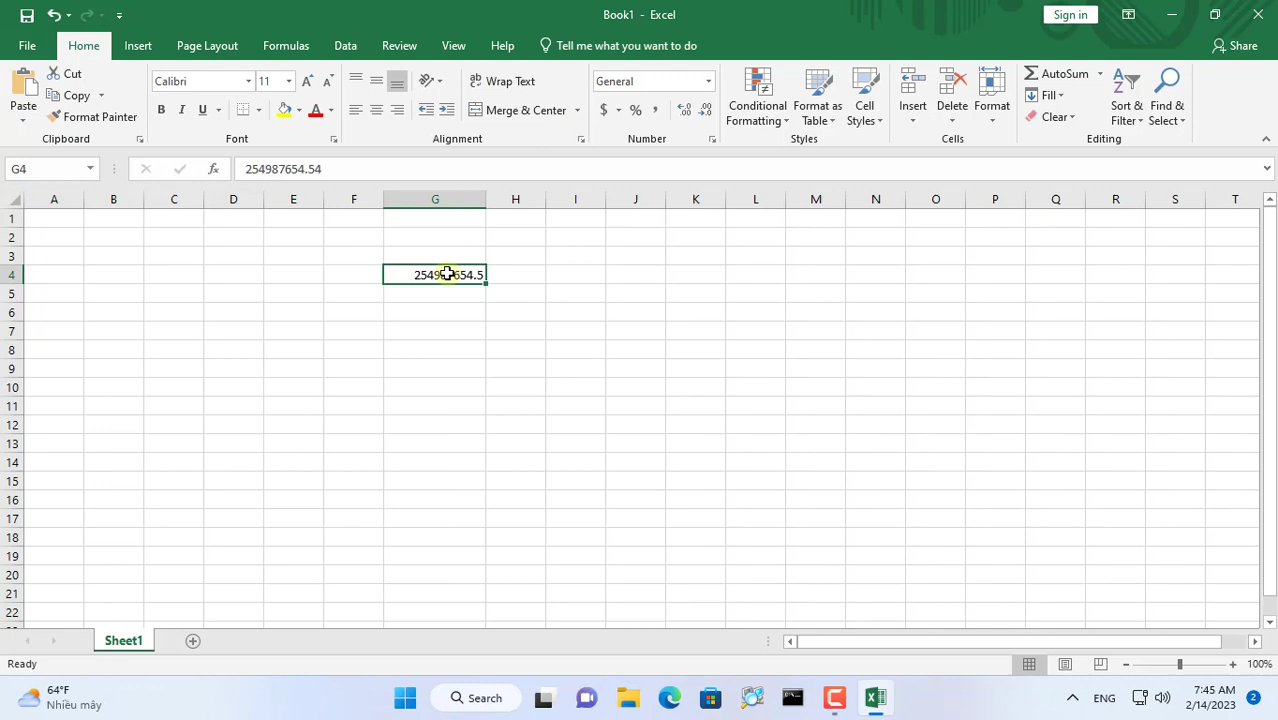 Book1 - Excel
Sign in
File Home Insert Page Layout Formulas Data Review View Help Tell me what you want to do Share
Paste Cut Copy Format Painter
Clipboard
Calibri 11 A A
B I U A
Font
Wrap Text
Merge & Center
Alignment
General
$ % ,
Number
Conditional Formatting
Format as Table
Cell Styles
Styles
Insert Delete Format
Cells
AutoSum
Fill
Clear
Sort & Filter
Find & Select
Editing
G4 fx 254987654.54
A B C D E F G H I J K L M N O P Q R S T
1
2
3
4
5
6
7
8
9
10
11
12
13
14
15
16
17
18
19
20
21
22
Sheet1
Ready 100%
64°F
Nhiều mây
Search
ENG
7:45 AM
2/14/2023
2